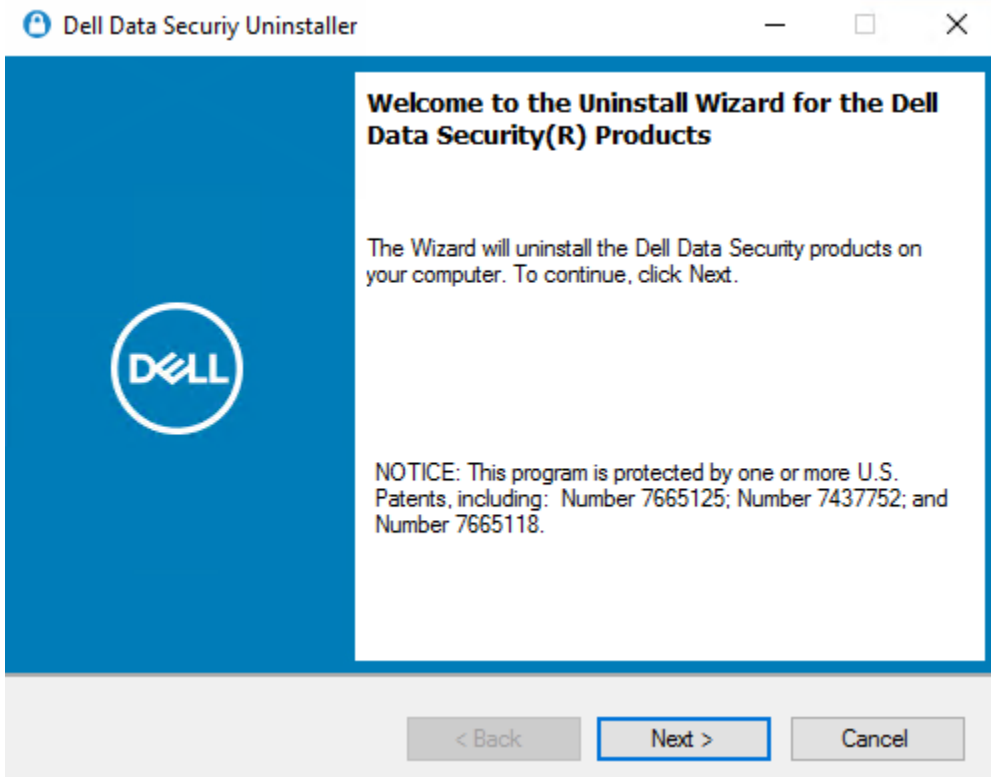 Dell Data Securiy Uninstaller
Welcome to the Uninstall Wizard for the Dell
Data Security(R) Products
The Wizard will uninstall the Dell Data Security products on
your computer. To continue, click Next.
DELL
NOTICE: This program is protected by one or more U.S.
Patents, including:  Number 7665125; Number 7437752; and
Number 7665118.
< Back
Next >
Cancel